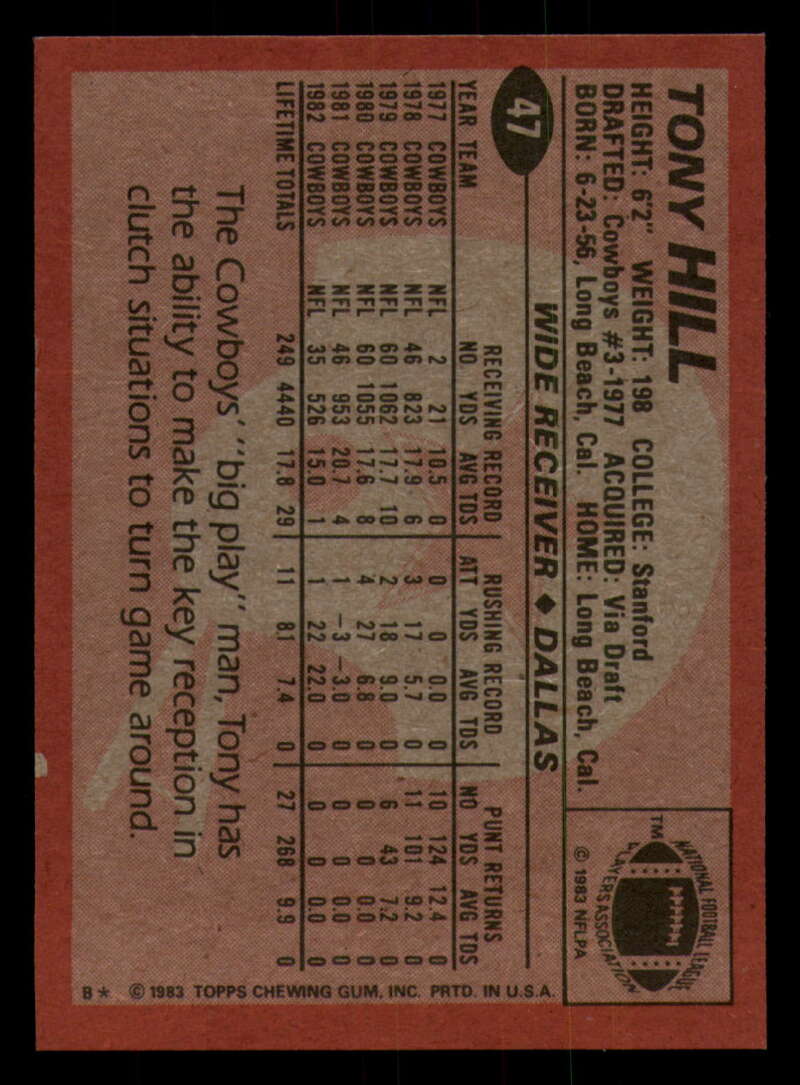 TONY HILL
HEIGHT: 6'2" WEIGHT: 198 COLLEGE: Stanford
DRAFTED: Cowboys #3-1977 ACQUIRED: Via Draft
BORN: 6-23-56, Long Beach, Cal. HOME: Long Beach, Cal.
NATIONAL FOOTBALL LEAGUE
PLAYERS ASSOCIATION
TM
© 1983 NFLPA
47
WIDE RECEIVER ♦ DALLAS
RECEIVING RECORD RUSHING RECORD PUNT RETURNS
YEAR TEAM NO YDS AVG TDS ATT YDS AVG TDS NO YDS AVG TDS
1977 COWBOYS NFL 2 21 10.5 0 0 0 0.0 0 10 124 12.4 0
1978 COWBOYS NFL 46 823 17.9 6 3 17 5.7 0 11 101 9.2 0
1979 COWBOYS NFL 60 1062 17.7 10 2 18 9.0 0 6 43 7.2 0
1980 COWBOYS NFL 60 1055 17.6 8 4 27 6.8 0 0 0 0.0 0
1981 COWBOYS NFL 46 953 20.7 4 1 -3 -3.0 0 0 0 0.0 0
1982 COWBOYS NFL 35 526 15.0 1 1 22 22.0 0 0 0 0.0 0
LIFETIME TOTALS 249 4440 17.8 29 11 81 7.4 0 27 268 9.9 0
The Cowboys' "big play" man, Tony has
the ability to make the key reception in
clutch situations to turn game around.
B* © 1983 TOPPS CHEWING GUM, INC. PRTD. IN U.S.A.